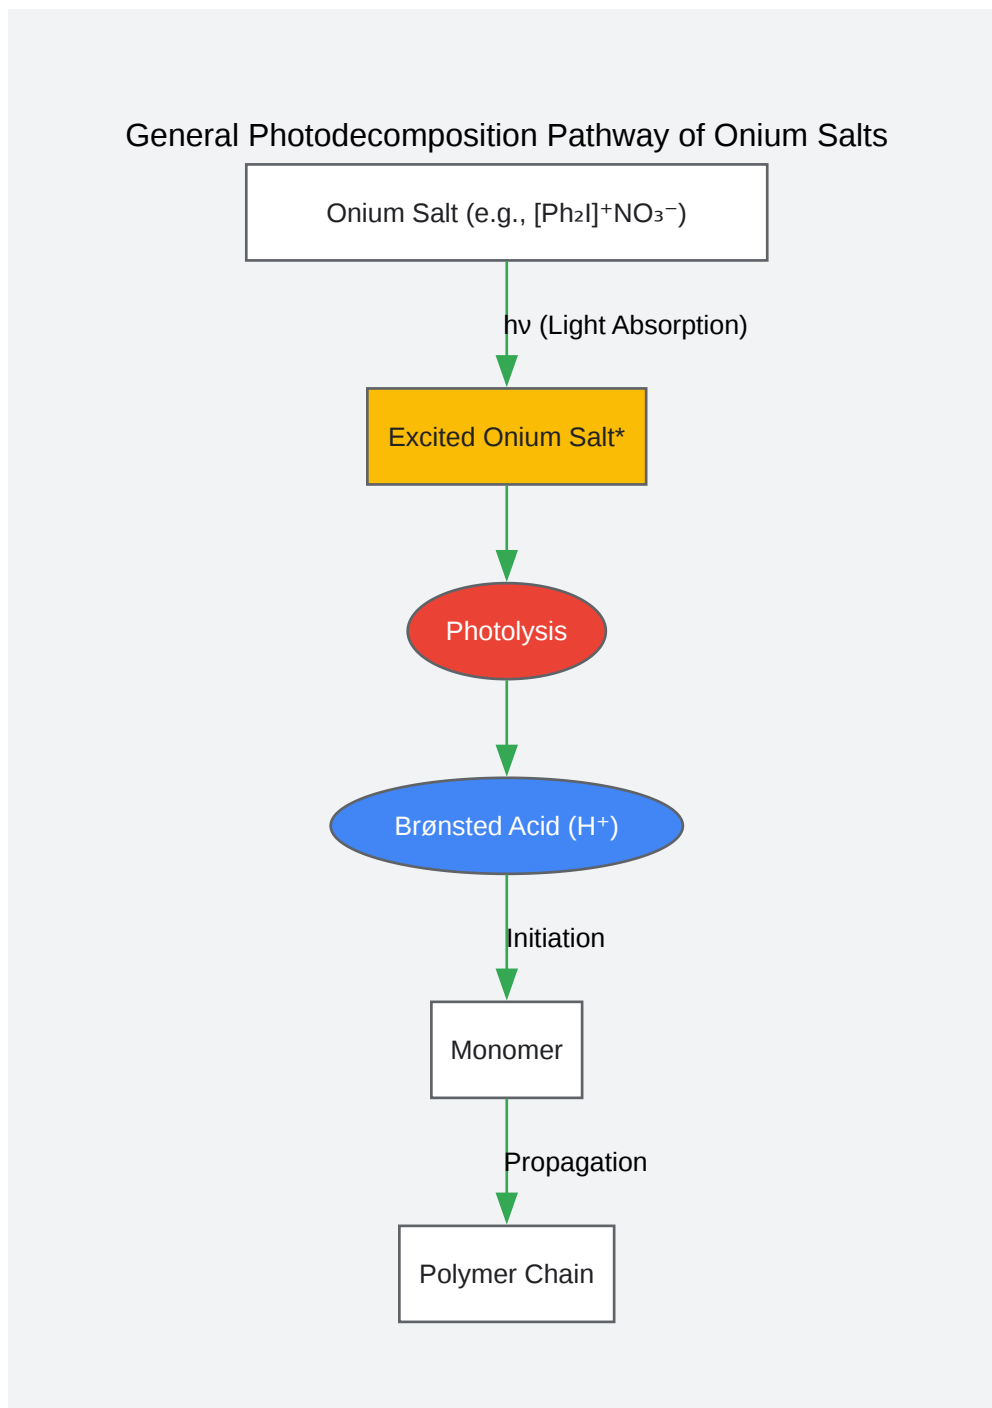 General Photodecomposition Pathway of Onium Salts
Onium Salt (e.g., [Ph₂I]⁺NO₃⁻)
hν (Light Absorption)
Excited Onium Salt*
Photolysis
Brønsted Acid (H⁺)
Initiation
Monomer
Propagation
Polymer Chain